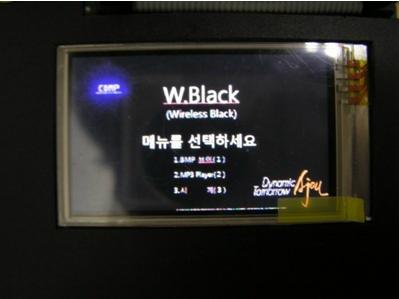 COMP
W.Black
(Wireless Black)
메뉴를 선택하세요
1.BMP 보이(1)
2.MP3 Player(2)
3.시 계(3)
Dynamic
Tomorrow Ajou